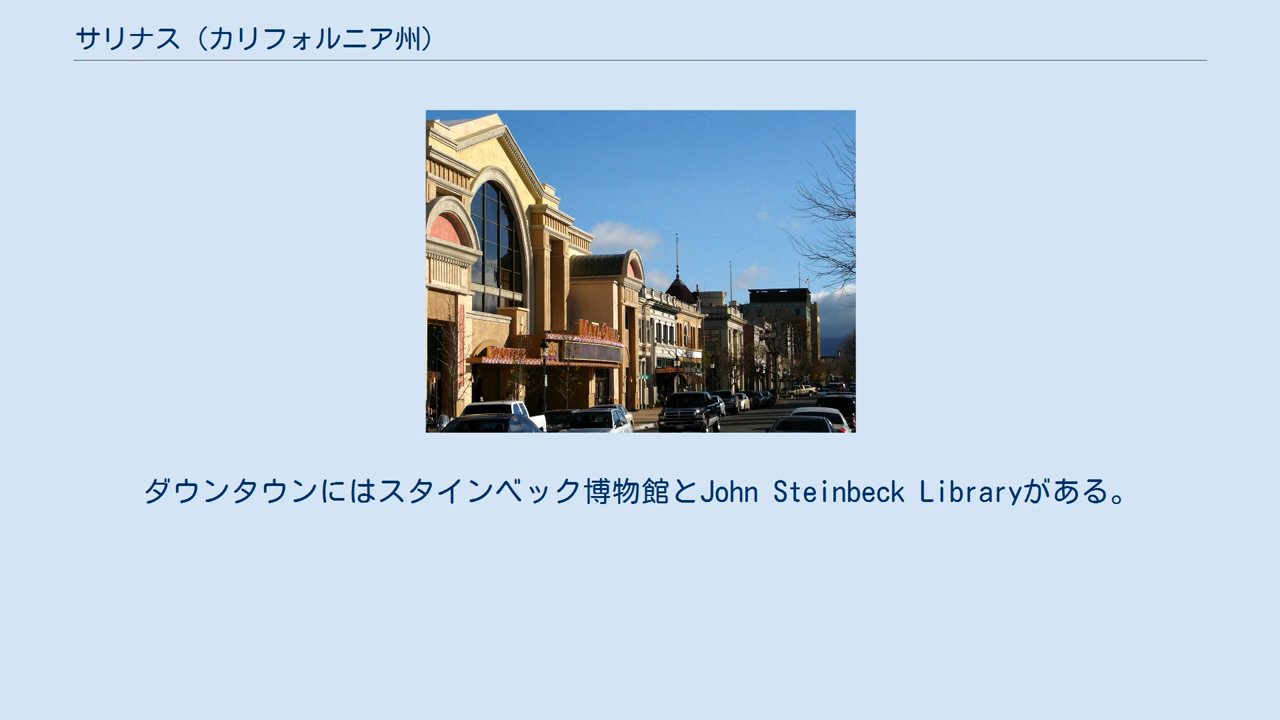 サリナス（カリフォルニア州）
ダウンタウンにはスタインベック博物館とJohn Steinbeck Libraryがある。